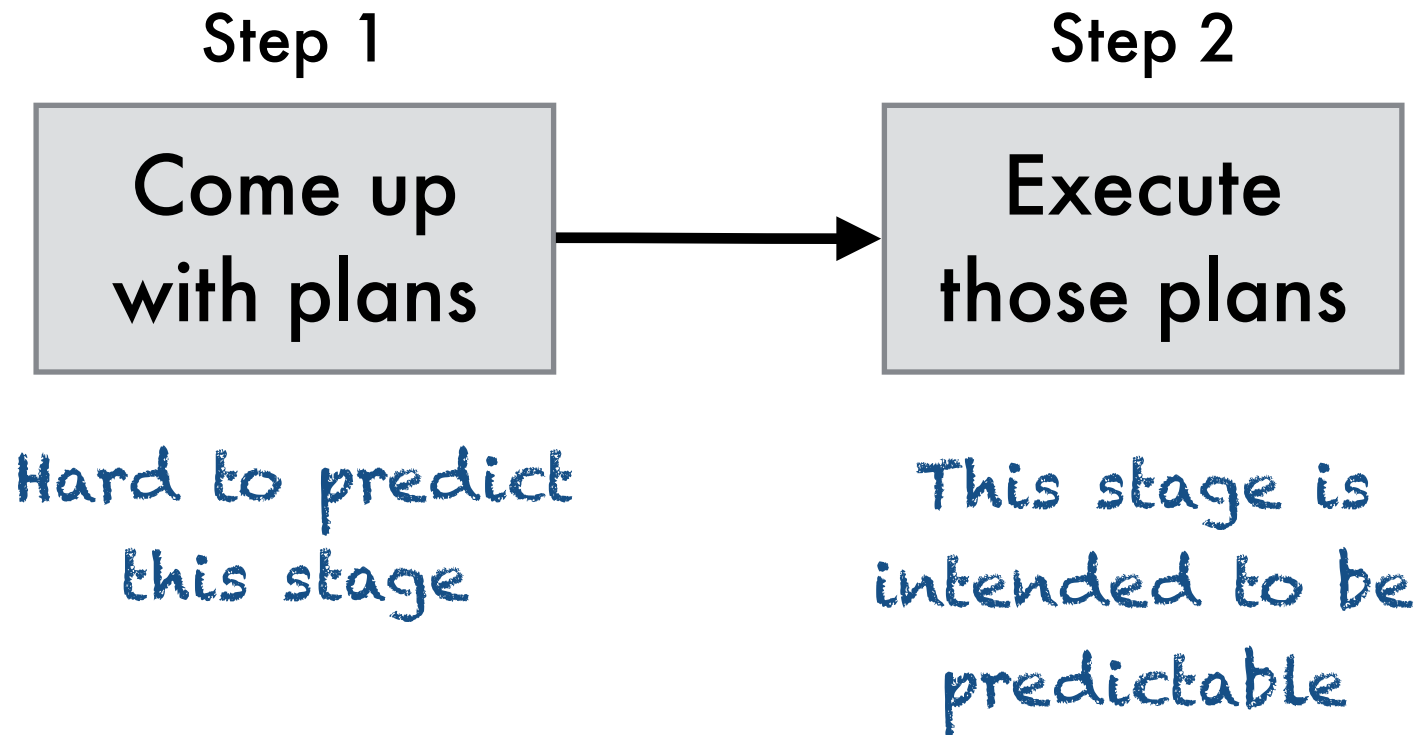 Step 1
Come up
with plans
Hard to predict
this stage
Step 2
Execute
those plans
This stage is
intended to be
predictable